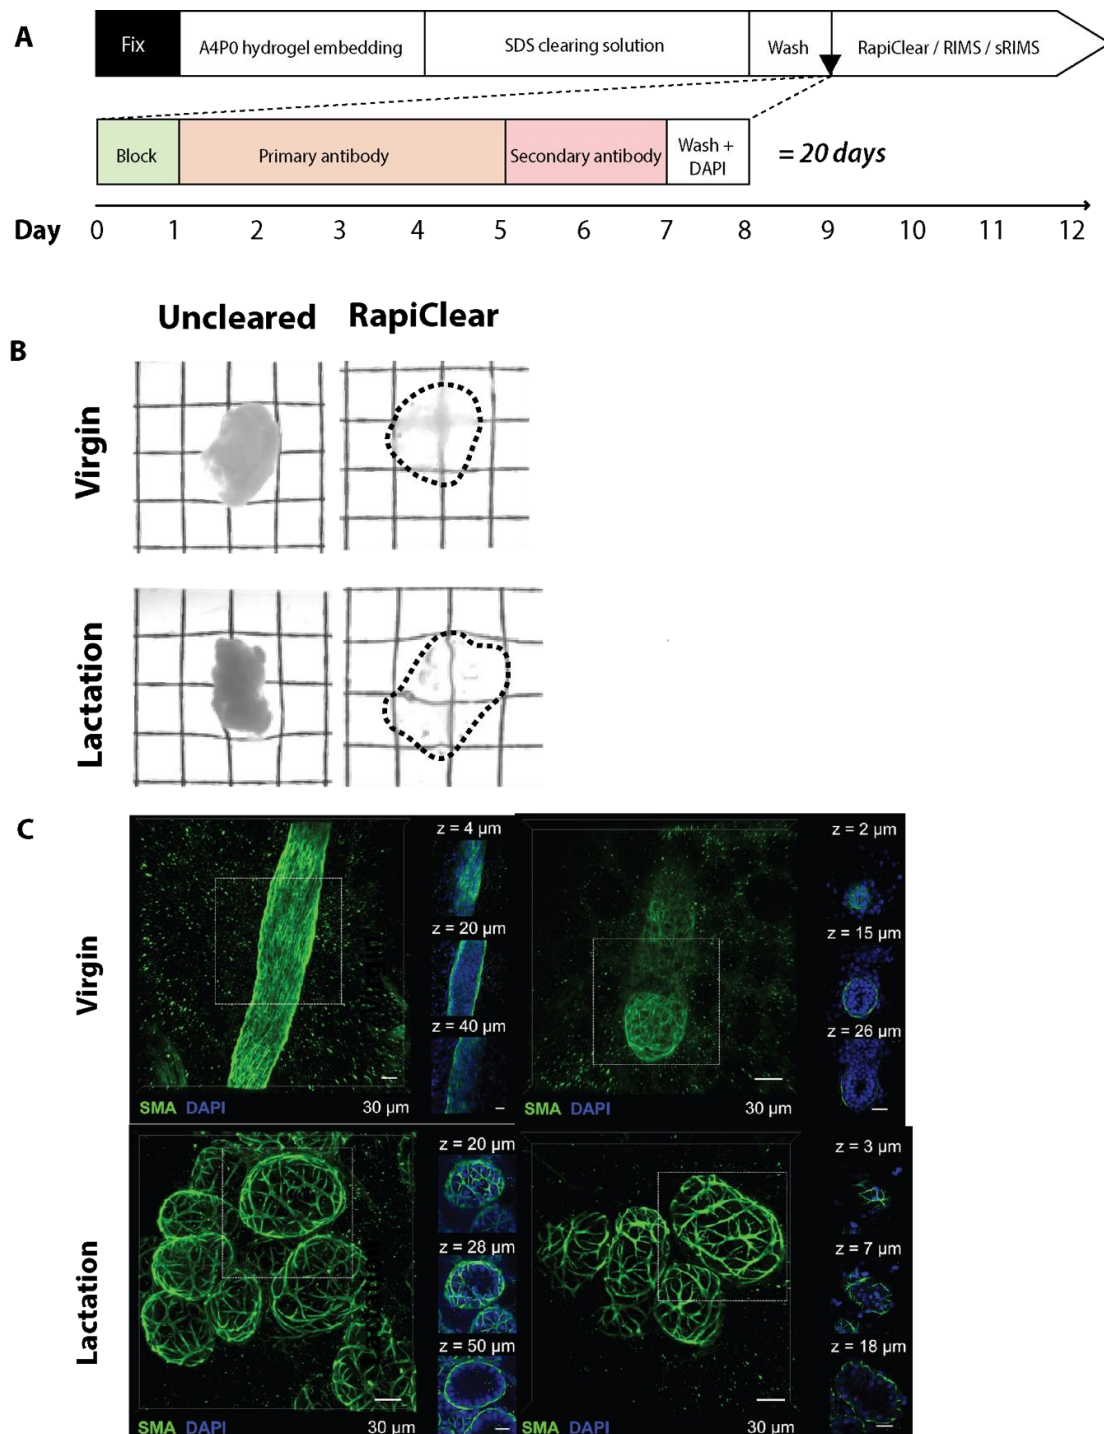 A
Fix
A4P0 hydrogel embedding
SDS clearing solution
Wash
RapiClear / RIMS / sRIMS
Block
Primary antibody
Secondary antibody
Wash +
DAPI
= 20 days
Day 0 1 2 3 4 5 6 7 8 9 10 11 12
Uncleared RapiClear
B
Virgin
Lactation
C
Virgin
z = 4 µm
z = 20 µm
z = 40 µm
SMA DAPI 30 µm
z = 2 µm
z = 15 µm
z = 26 µm
SMA DAPI 30 µm
Lactation
z = 20 µm
z = 28 µm
z = 50 µm
SMA DAPI 30 µm
z = 3 µm
z = 7 µm
z = 18 µm
SMA DAPI 30 µm